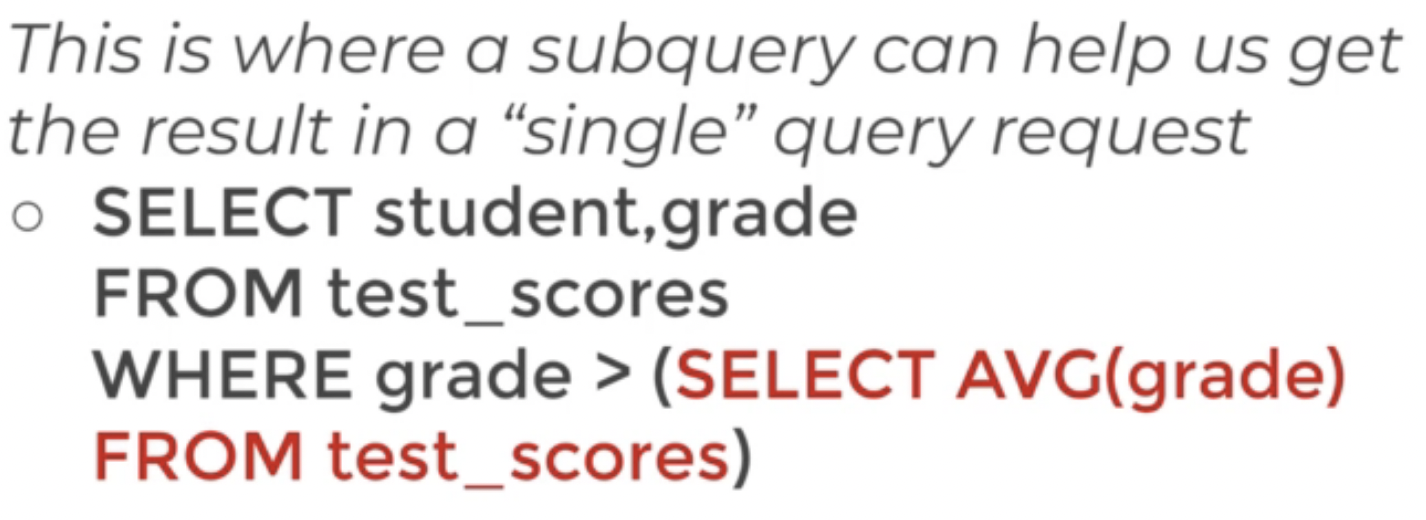 This is where a subquery can help us get
the result in a “single” query request
○ SELECT student,grade
FROM test_scores
WHERE grade > (SELECT AVG(grade)
FROM test_scores)